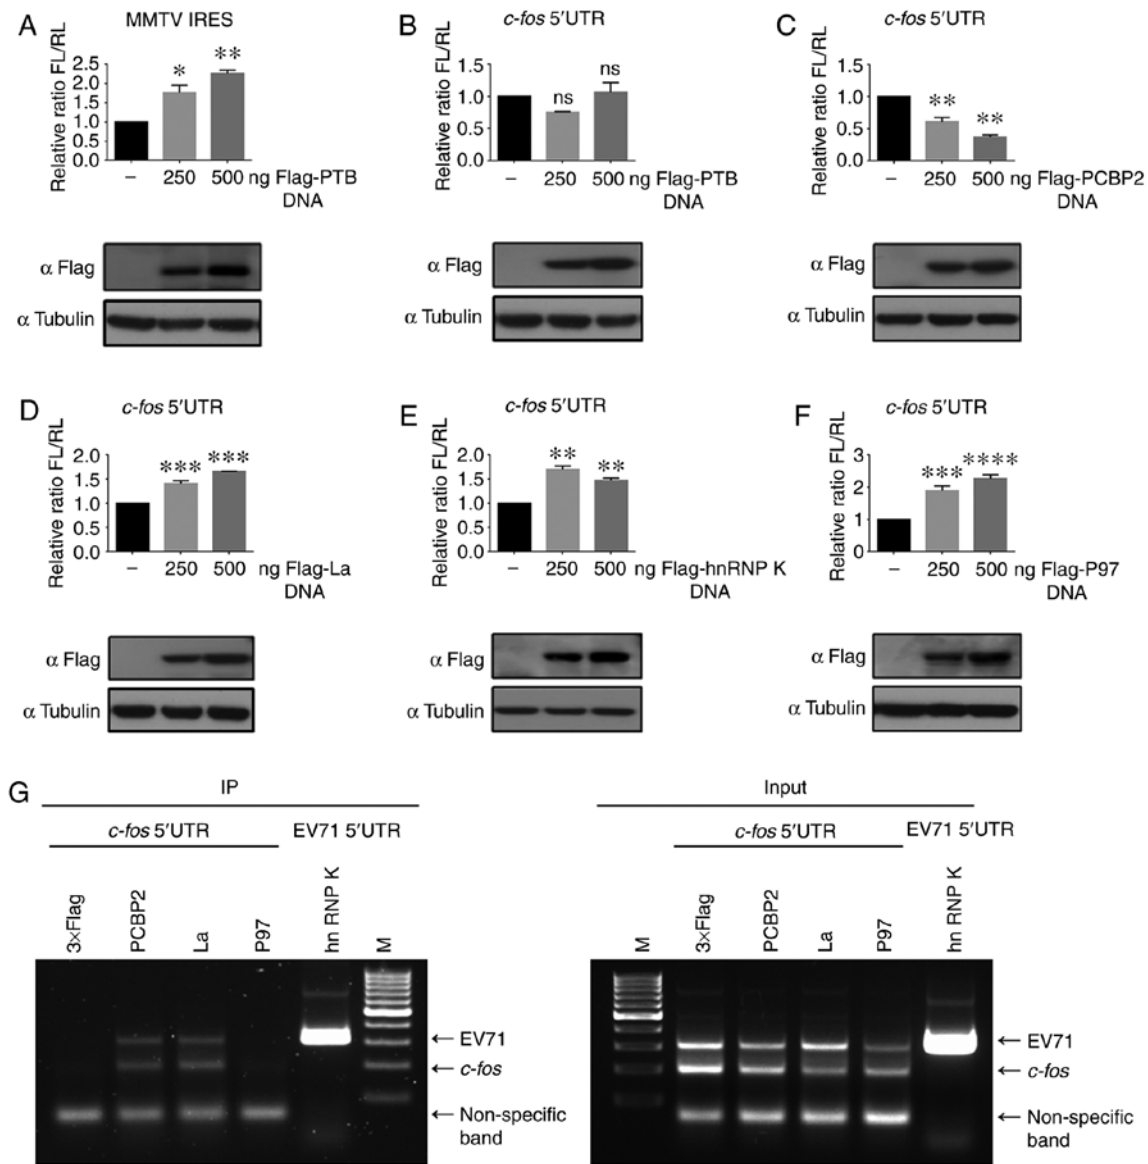 A
MMTV IRES
Relative ratio FL/RL
2.5
2.0
1.5
1.0
0.5
0.0
*
**
– 250 500 ng Flag-PTB
DNA
α Flag
α Tubulin
B
c-fos 5′UTR
Relative ratio FL/RL
1.5
1.0
0.5
0.0
ns
ns
– 250 500 ng Flag-PTB
DNA
α Flag
α Tubulin
C
c-fos 5′UTR
Relative ratio FL/RL
1.5
1.0
0.5
0.0
**
**
– 250 500 ng Flag-PCBP2
DNA
α Flag
α Tubulin
D
c-fos 5′UTR
Relative ratio FL/RL
2.0
1.5
1.0
0.5
0.0
***
***
– 250 500 ng Flag-La
DNA
α Flag
α Tubulin
E
c-fos 5′UTR
Relative ratio FL/RL
2.0
1.5
1.0
0.5
0.0
**
**
– 250 500 ng Flag-hnRNP K
DNA
α Flag
α Tubulin
F
c-fos 5′UTR
Relative ratio FL/RL
3
2
1
0
***
****
– 250 500 ng Flag-P97
DNA
α Flag
α Tubulin
G
IP
c-fos 5′UTR EV71 5′UTR
3×Flag
PCBP2
La
P97
hn RNP K
M
← EV71
← c-fos
← Non-specific
band
Input
c-fos 5′UTR EV71 5′UTR
M
3×Flag
PCBP2
La
P97
hn RNP K
← EV71
← c-fos
← Non-specific
band